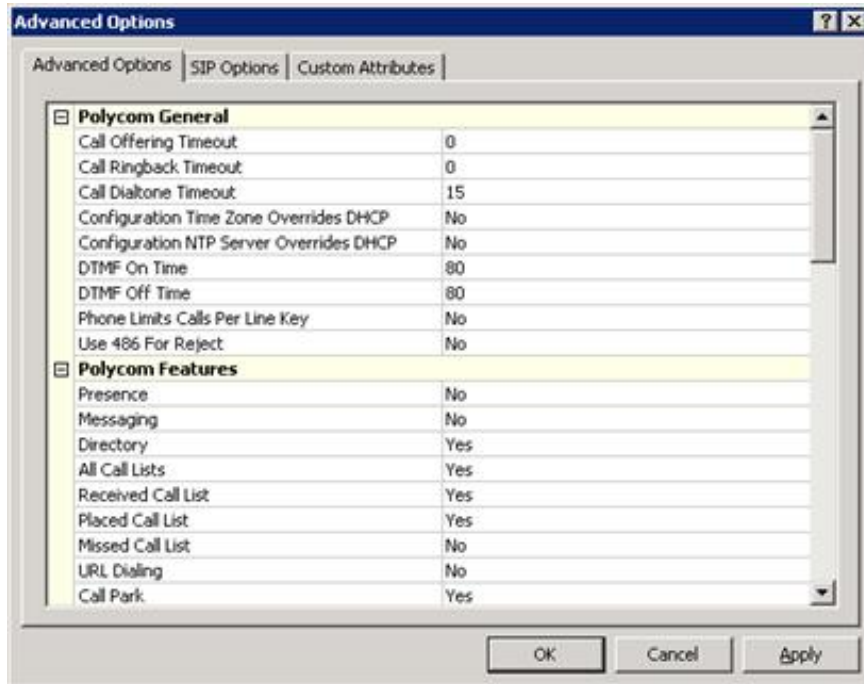 Advanced Options
Advanced Options SIP Options Custom Attributes
Polycom General
Call Offering Timeout 0
Call Ringback Timeout 0
Call Dialtone Timeout 15
Configuration Time Zone Overrides DHCP No
Configuration NTP Server Overrides DHCP No
DTMF On Time 80
DTMF Off Time 80
Phone Limits Calls Per Line Key No
Use 486 For Reject No
Polycom Features
Presence No
Messaging No
Directory Yes
All Call Lists Yes
Received Call List Yes
Placed Call List Yes
Missed Call List No
URL Dialing No
Call Park Yes
OK Cancel Apply